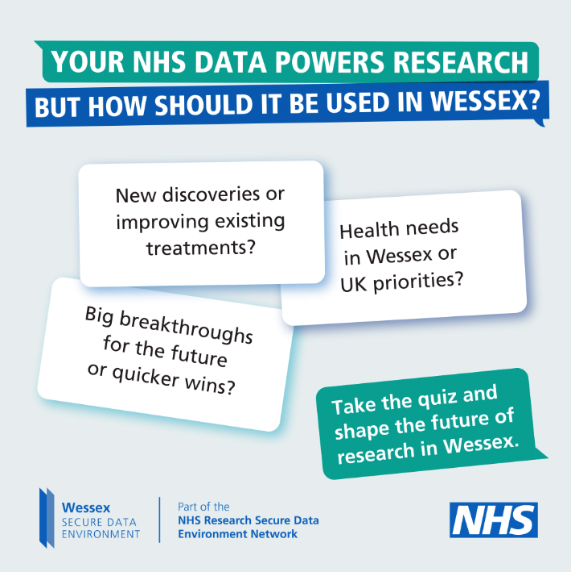 YOUR NHS DATA POWERS RESEARCH
BUT HOW SHOULD IT BE USED IN WESSEX?
New discoveries or
improving existing
treatments?
Health needs
in Wessex or
UK priorities?
Big breakthroughs
for the future
or quicker wins?
Take the quiz and
shape the future of
research in Wessex.
Wessex
SECURE DATA
ENVIRONMENT
Part of the
NHS Research Secure Data
Environment Network
NHS